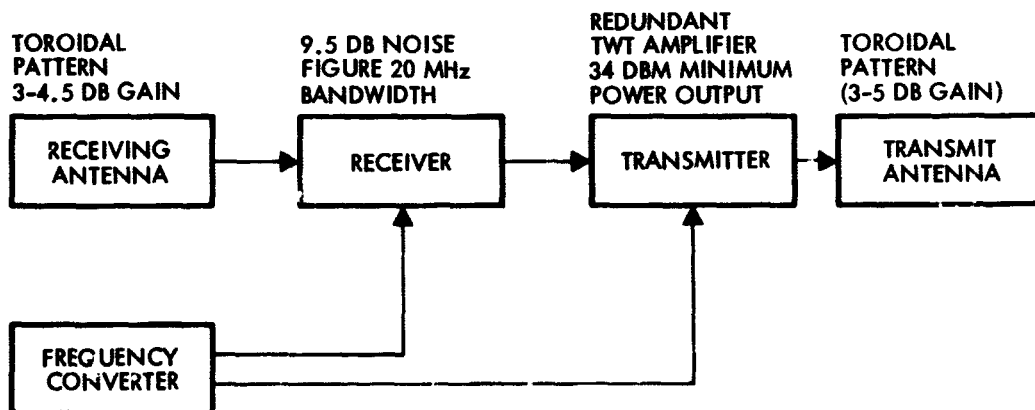 TOROIDAL
PATTERN
3-4.5 DB GAIN
9.5 DB NOISE
FIGURE 20 MHz
BANDWIDTH
REDUNDANT
TWT AMPLIFIER
34 DBM MINIMUM
POWER OUTPUT
TOROIDAL
PATTERN
(3-5 DB GAIN)
RECEIVING
ANTENNA
RECEIVER
TRANSMITTER
TRANSMIT
ANTENNA
FREQUENCY
CONVERTER